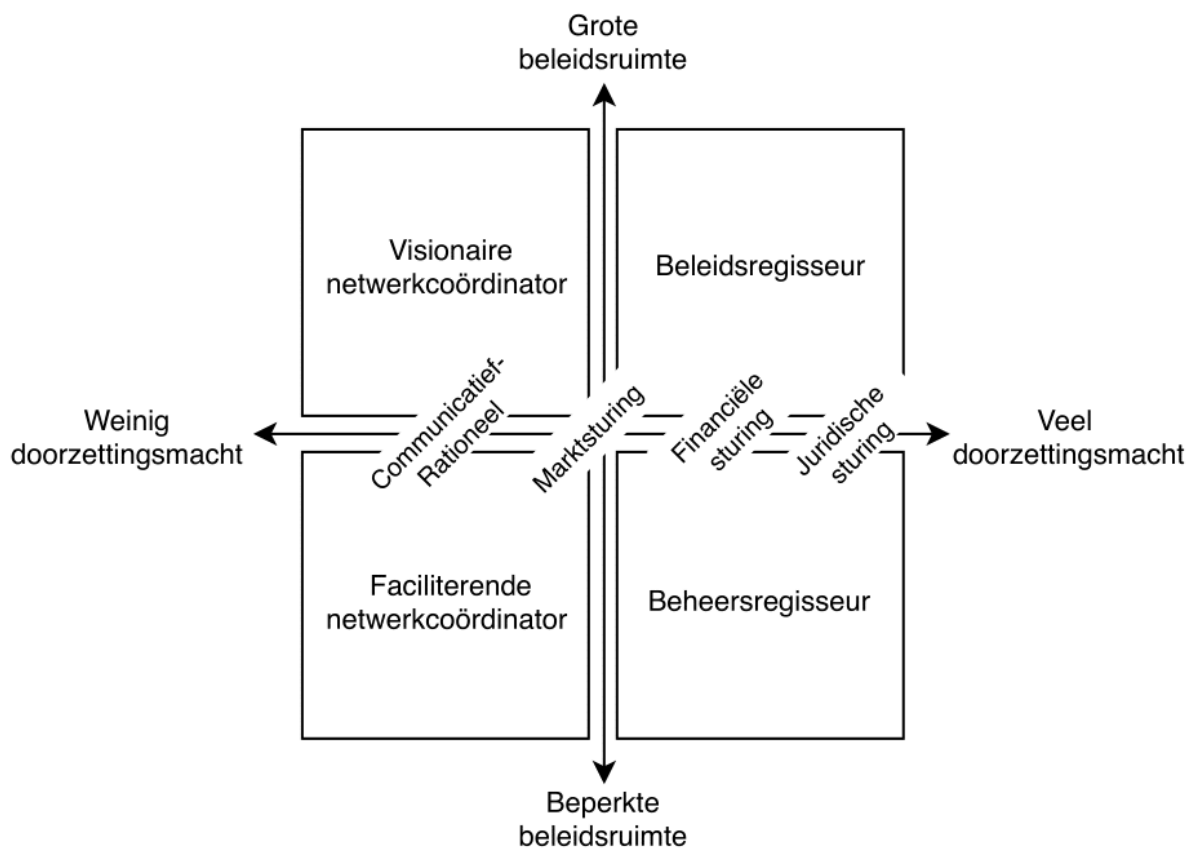 Grote
beleidsruimte
Visionaire
netwerkcoördinator
Beleidsregisseur
Weinig
doorzettingsmacht
Communicatief-
Rationeel
Marktsturing
Financiële
sturing
Juridische
sturing
Veel
doorzettingsmacht
Faciliterende
netwerkcoördinator
Beheersregisseur
Beperkte
beleidsruimte